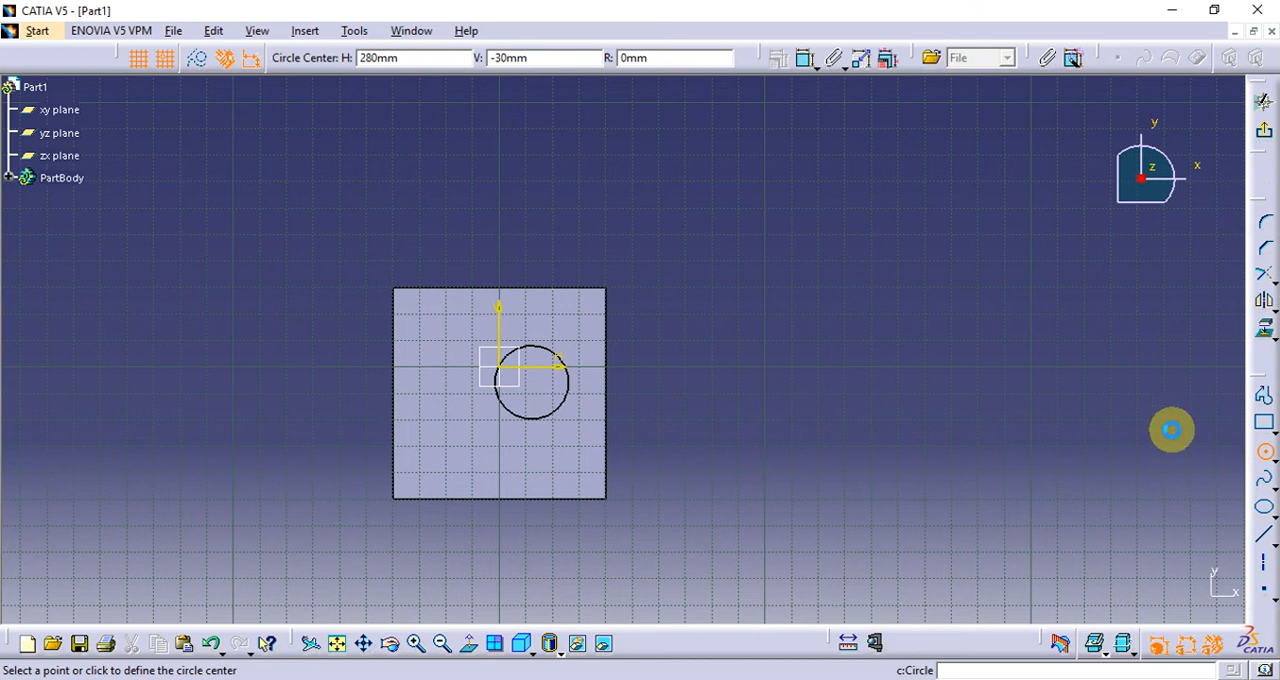 CATIA V5 - [Part1]
Start ENOVIA V5 VPM File Edit View Insert Tools Window Help
Circle Center: H: 280mm V: -30mm R: 0mm File
Part1
xy plane
yz plane
zx plane
PartBody
y
z
x
y
x
Select a point or click to define the circle center
c:Circle
CATIA